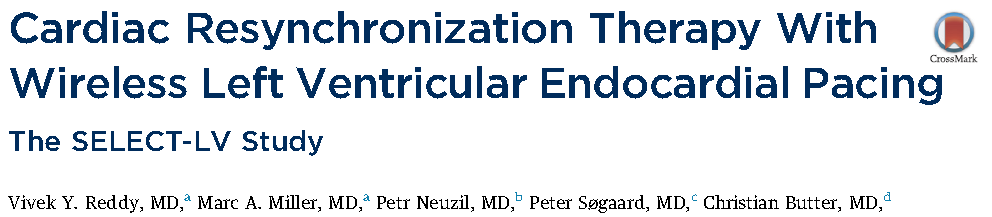 Cardiac Resynchronization Therapy With
Wireless Left Ventricular Endocardial Pacing
CrossMark
The SELECT-LV Study
Vivek Y. Reddy, MD,a Marc A. Miller, MD,a Petr Neuzil, MD,b Peter Søgaard, MD,c Christian Butter, MD,d